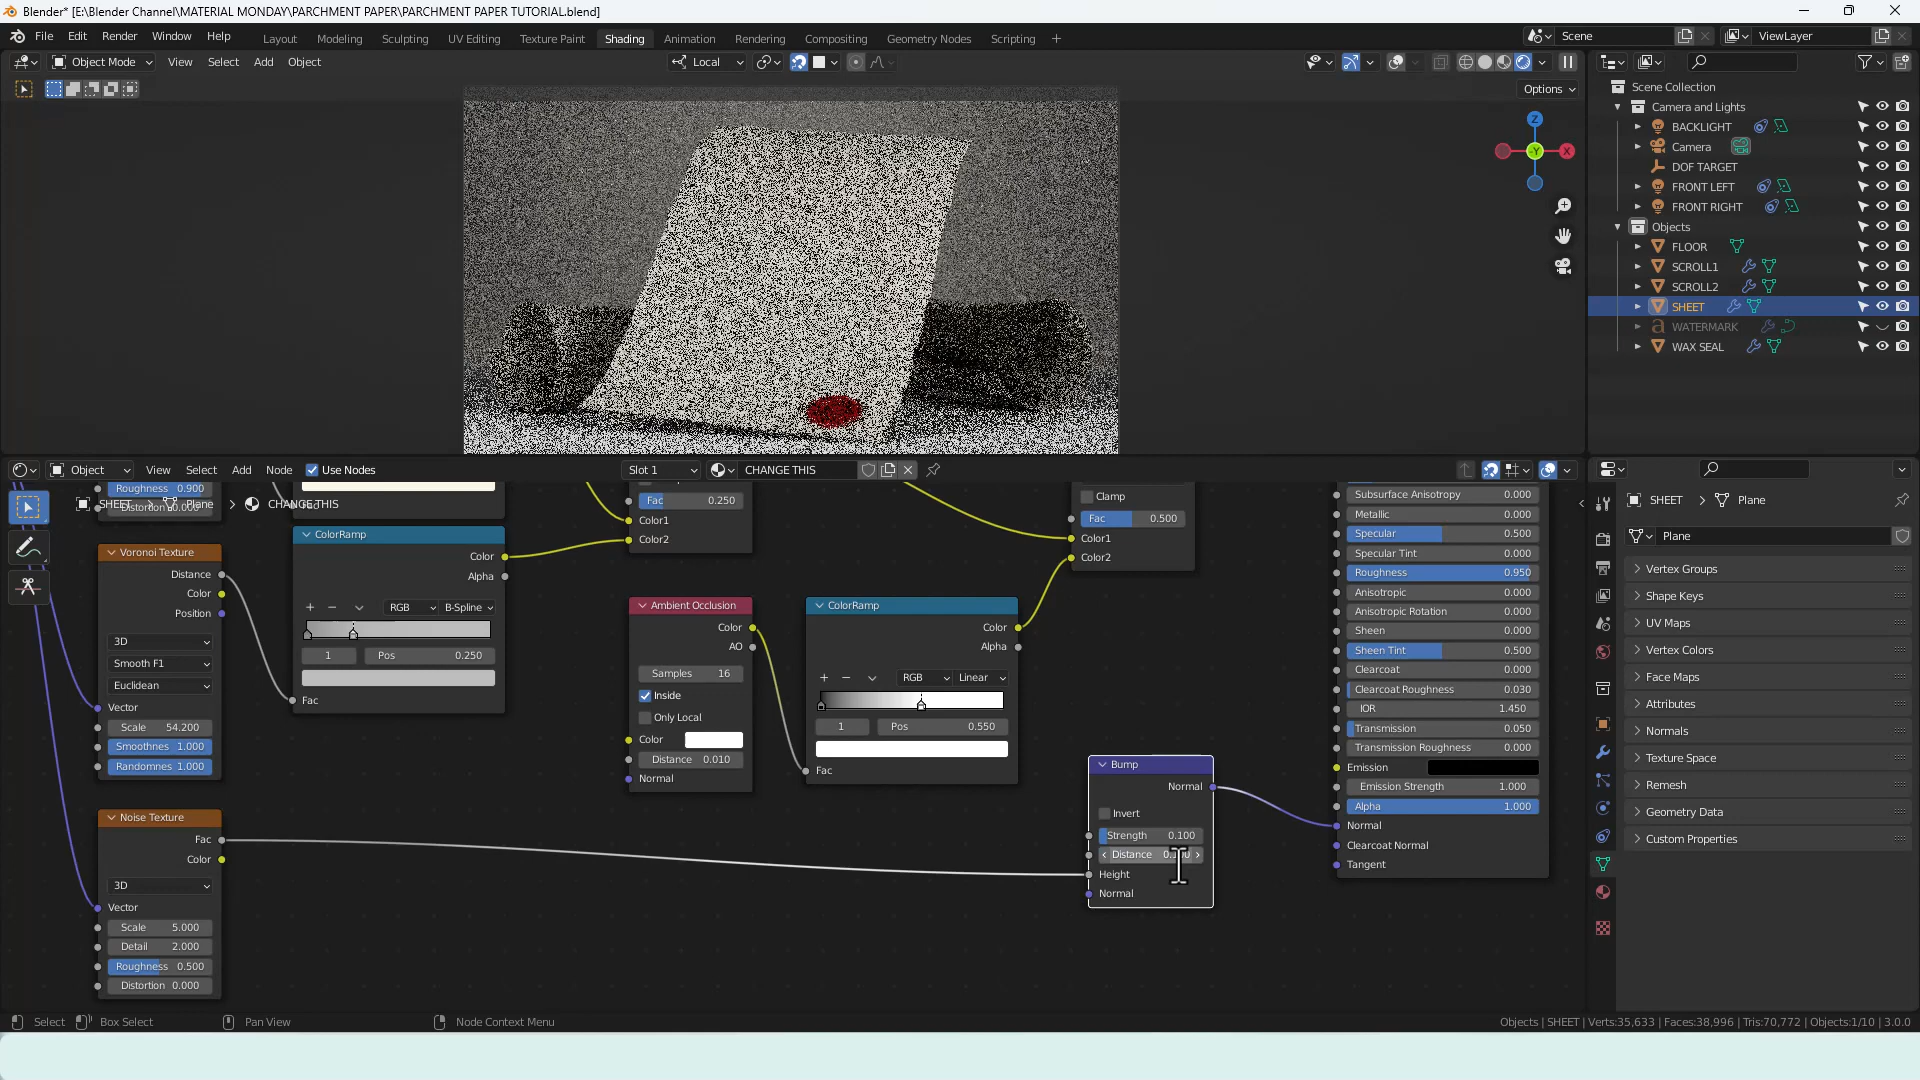 Blender* [E:\Blender Channel\MATERIAL MONDAY\PARCHMENT PAPER\PARCHMENT PAPER TUTORIAL.blend]
File Edit Render Window Help Layout Modeling Sculpting UV Editing Texture Paint Shading Animation Rendering Compositing Geometry Nodes Scripting + Scene ViewLayer
Object Mode View Select Add Object Local
Options
Scene Collection
Camera and Lights
BACKLIGHT
Camera
DOF TARGET
FRONT LEFT
FRONT RIGHT
Objects
FLOOR
SCROLL1
SCROLL2
SHEET
WATERMARK
WAX SEAL
Z
-Y
X
Object View Select Add Node Use Nodes Slot 1 CHANGE THIS
SHEET > Plane > CHANGE THIS
Roughness 0.900
Voronoi Texture
Distance
Color
Position
3D
Smooth F1
Euclidean
Vector
Scale 54.200
Smoothnes 1.000
Randomnes 1.000
Noise Texture
Fac
Color
3D
Vector
Scale 5.000
Detail 2.000
Roughness 0.500
Distortion 0.000
ColorRamp
Color
Alpha
RGB B-Spline
1 Pos 0.250
Fac
Fac 0.250
Color1
Color2
Ambient Occlusion
Color
AO
Samples 16
Inside
Only Local
Color
Distance 0.010
Normal
ColorRamp
Color
Alpha
RGB Linear
1 Pos 0.550
Fac
Clamp
Fac 0.500
Color1
Color2
Bump
Normal
Invert
Strength 0.100
Distance
Height
Normal
Subsurface Anisotropy 0.000
Metallic 0.000
Specular 0.500
Specular Tint 0.000
Roughness 0.950
Anisotropic 0.000
Anisotropic Rotation 0.000
Sheen 0.000
Sheen Tint 0.500
Clearcoat 0.000
Clearcoat Roughness 0.030
IOR 1.450
Transmission 0.050
Transmission Roughness 0.000
Emission
Emission Strength 1.000
Alpha 1.000
Normal
Clearcoat Normal
Tangent
SHEET > Plane
Plane
Vertex Groups
Shape Keys
UV Maps
Vertex Colors
Face Maps
Attributes
Normals
Texture Space
Remesh
Geometry Data
Custom Properties
Select Box Select Pan View Node Context Menu Objects | SHEET | Verts:35,633 | Faces:38,996 | Tris:70,772 | Objects:1/10 | 3.0.0